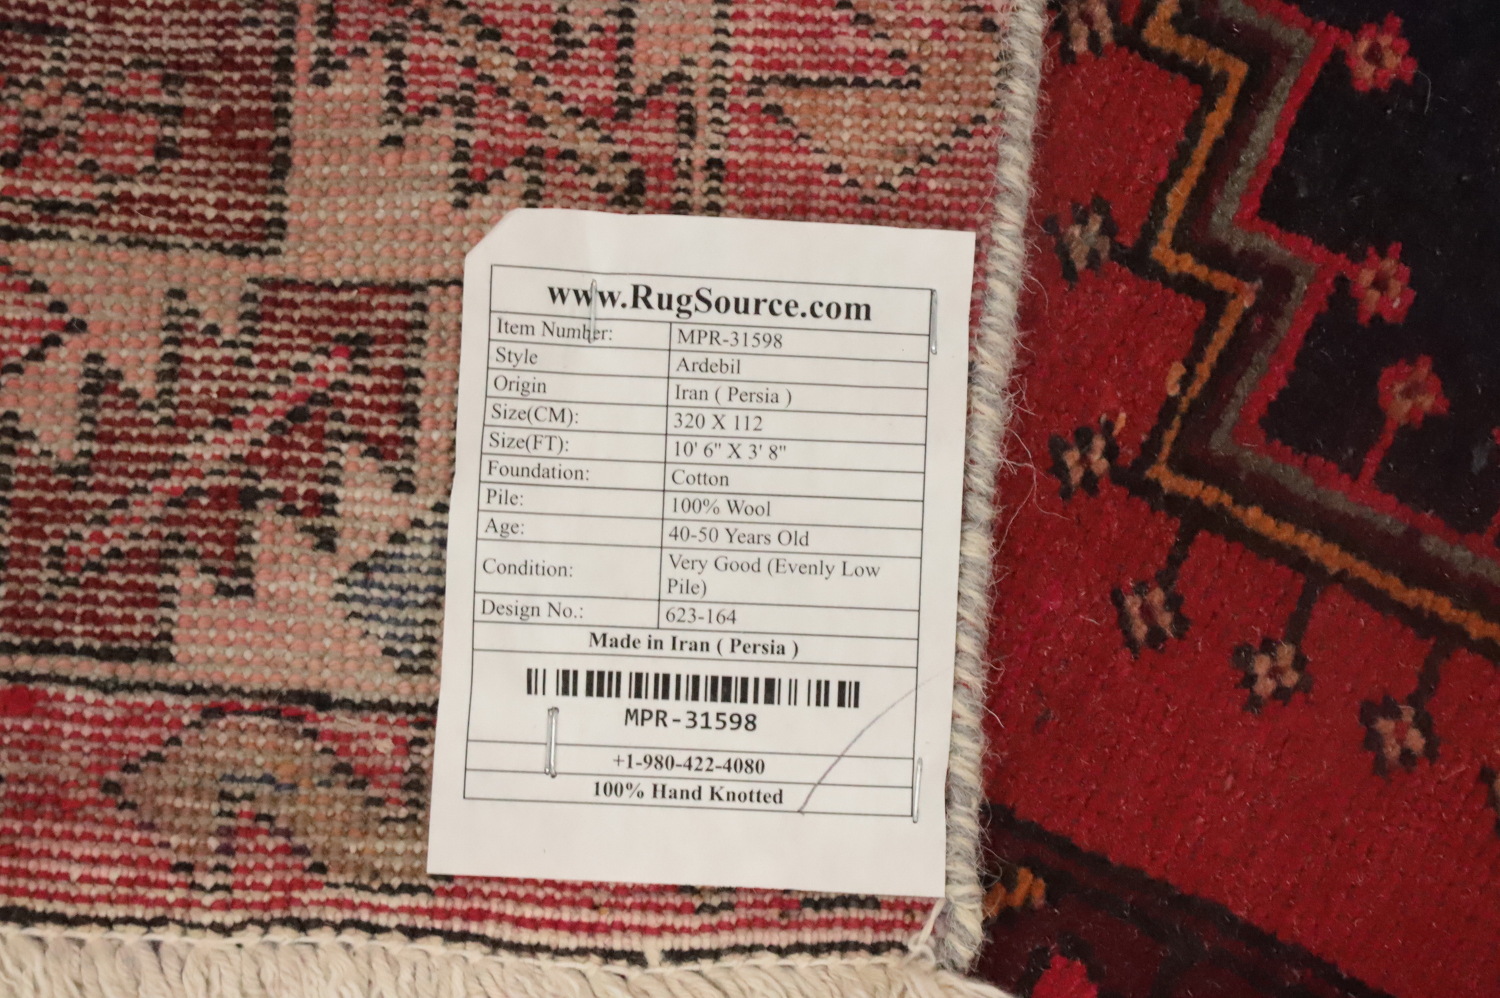 www.RugSource.com
Item Number: MPR-31598
Style Ardebil
Origin Iran ( Persia )
Size(CM): 320 X 112
Size(FT): 10' 6" X 3' 8"
Foundation: Cotton
Pile: 100% Wool
Age: 40-50 Years Old
Condition: Very Good (Evenly Low
Pile)
Design No.: 623-164
Made in Iran ( Persia )
MPR-31598
+1-980-422-4080
100% Hand Knotted